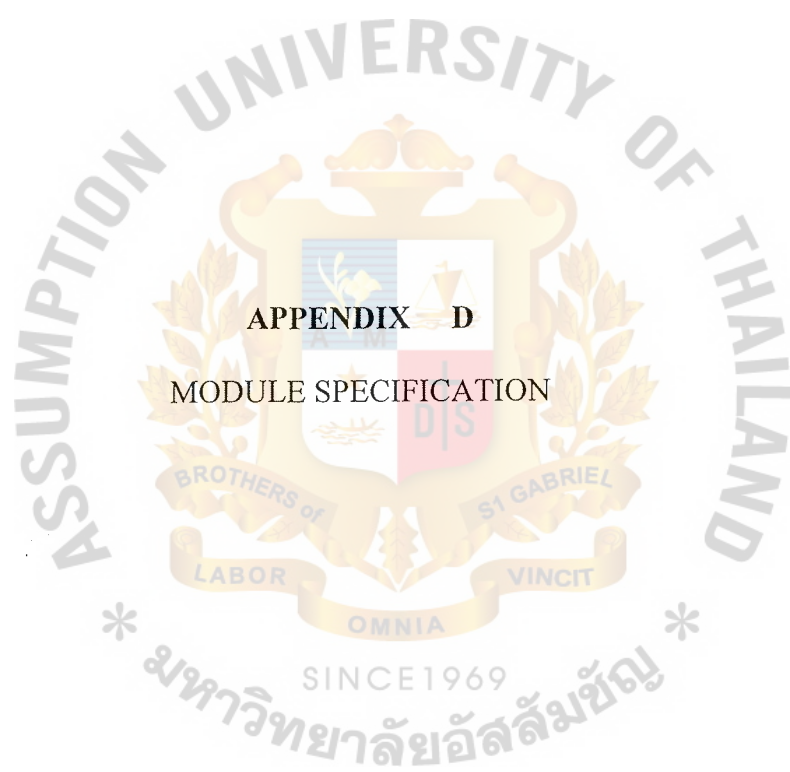 ASSUMPTION UNIVERSITY OF THAILAND
APPENDIX D
A M
MODULE SPECIFICATION
D S
BROTHERS of
S1 GABRIEL
LABOR
VINCIT
OMNIA
SINCE1969
มหาวิทยาลัยอัสสัมชัญ